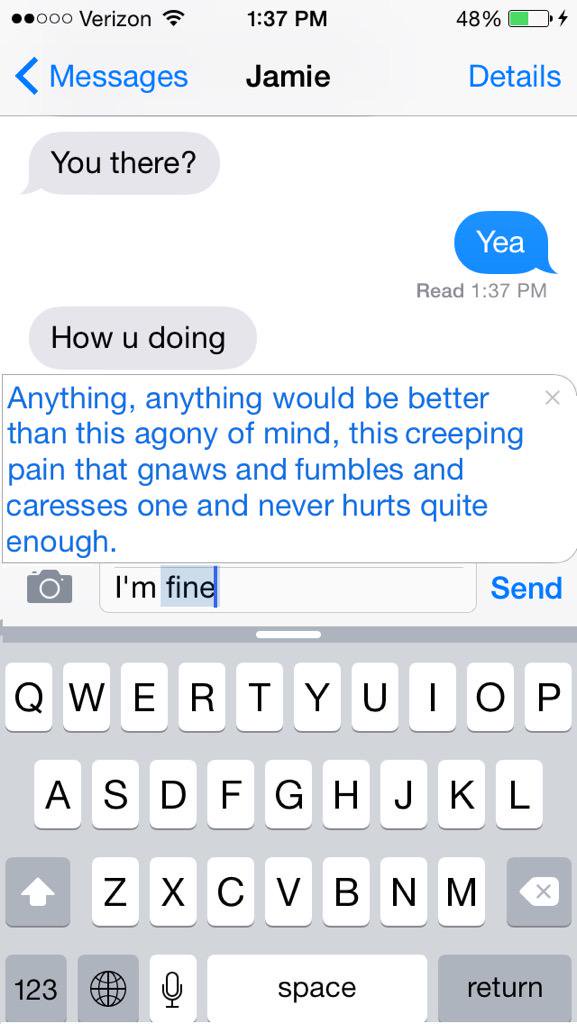 Verizon 1:37 PM 48%
Messages Jamie Details
You there?
Yea
Read 1:37 PM
How u doing
Anything, anything would be better
than this agony of mind, this creeping
pain that gnaws and fumbles and
caresses one and never hurts quite
enough.
I'm fine Send
Q W E R T Y U I O P
A S D F G H J K L
Z X C V B N M
123 space return